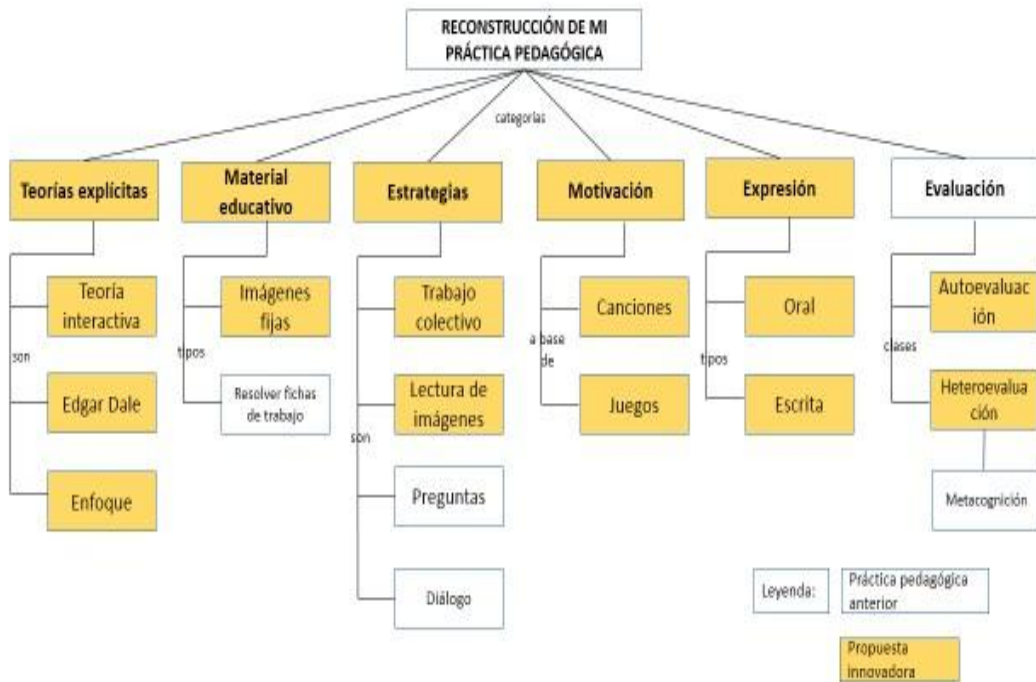 RECONSTRUCCIÓN DE MI
PRÁCTICA PEDAGÓGICA
categorías
Teorías explícitas
Material
educativo
Estrategias
Motivación
Expresión
Evaluación
Teoría
interactiva
Imágenes
fijas
Trabajo
colectivo
Canciones
Oral
Autoevaluac
ión
son
tipos
a base
de
tipos
clases
Edgar Dale
Resolver fichas
de trabajo
Lectura de
imágenes
Juegos
Escrita
Heteroevalua
ción
son
Enfoque
Preguntas
Metacognición
Diálogo
Leyenda:
Práctica pedagógica
anterior
Propuesta
innovadora